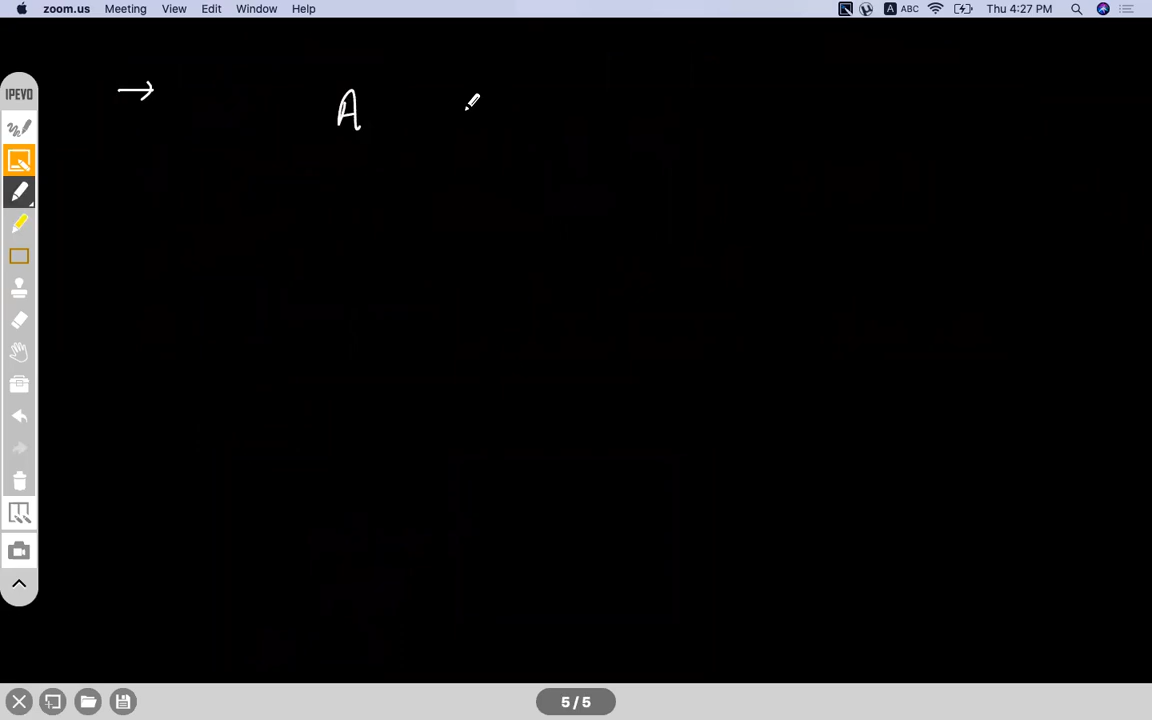 zoom.us Meeting View Edit Window Help A ABC Thu 4:27 PM
IPEVO
→ A
5 / 5